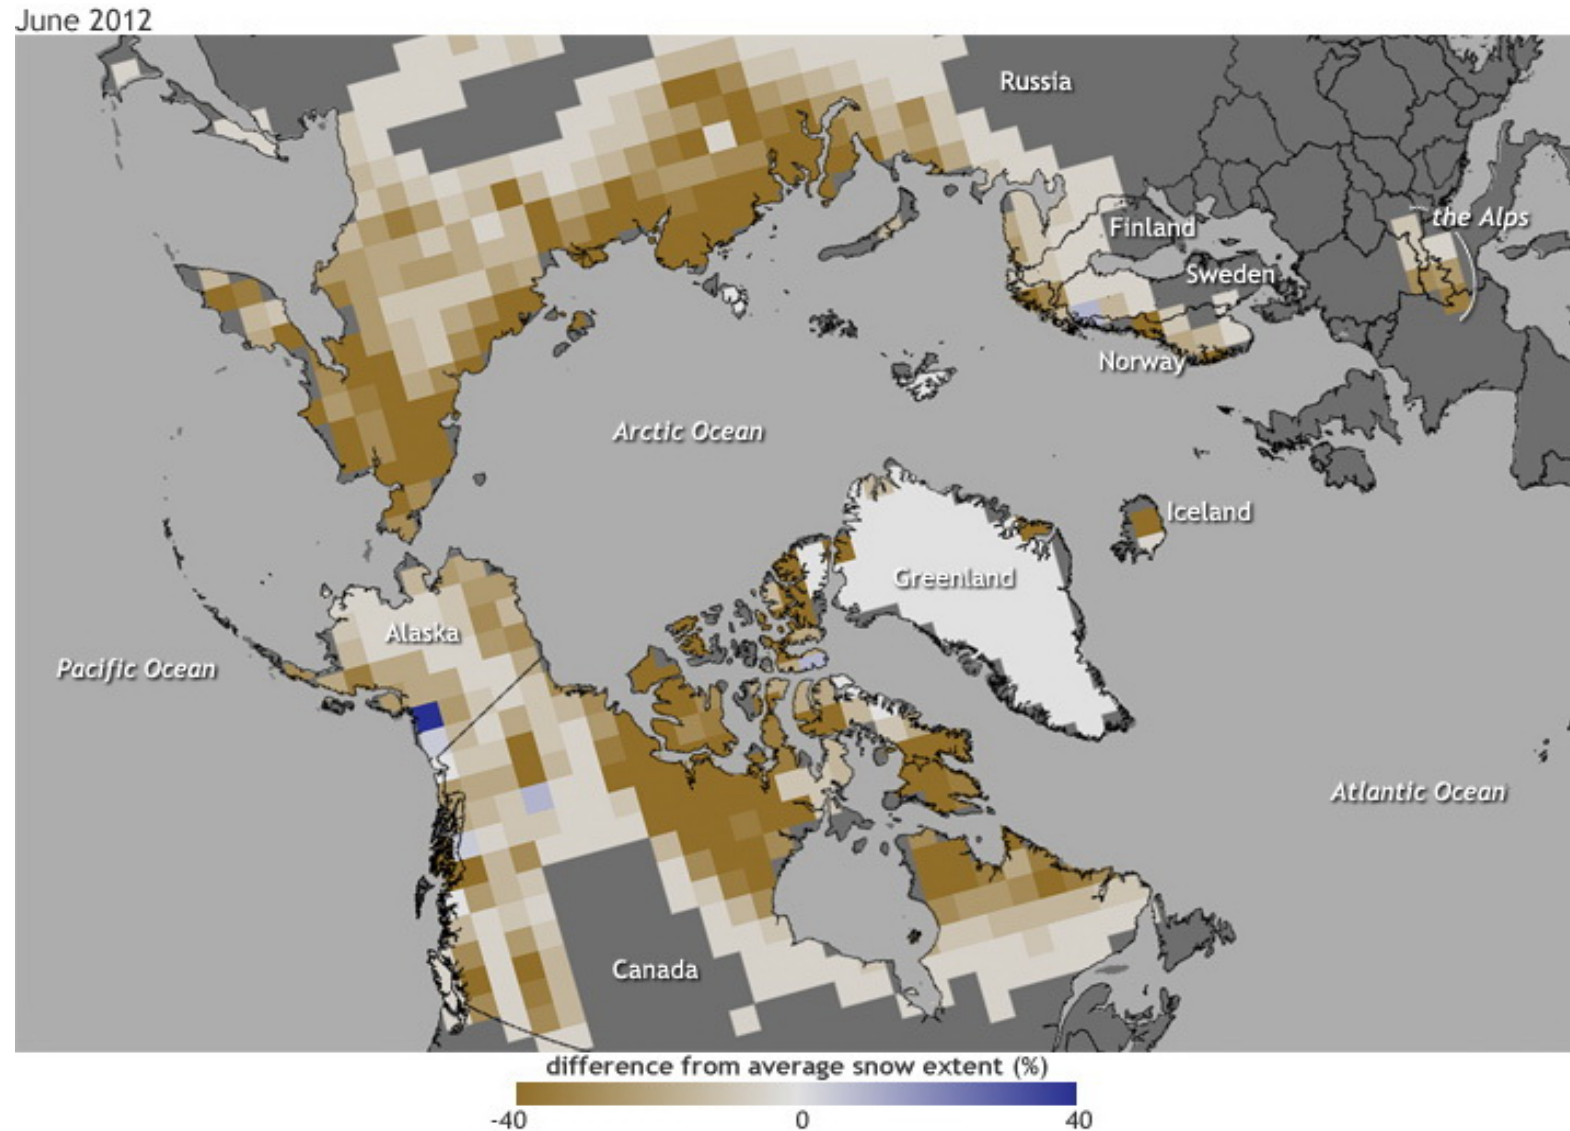 June 2012
Russia
the Alps
Finland
Sweden
Norway
Arctic Ocean
Iceland
Greenland
Alaska
Pacific Ocean
Atlantic Ocean
Canada
difference from average snow extent (%)
-40 0 40